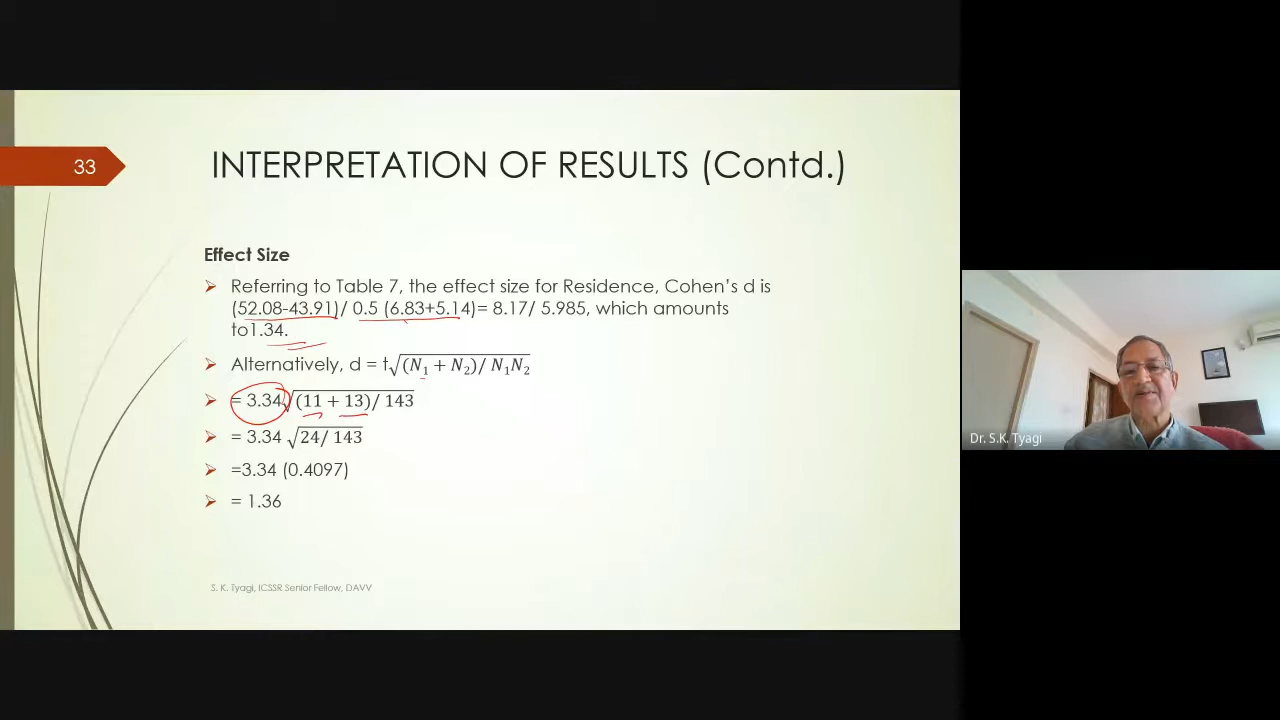 33
INTERPRETATION OF RESULTS (Contd.)
Effect Size
Referring to Table 7, the effect size for Residence, Cohen's d is
(52.08-43.91)/ 0.5 (6.83+5.14)= 8.17/ 5.985, which amounts
to1.34.
Alternatively, d = t√(N₁ + N₂)/ N₁N₂
= 3.34√(11 + 13)/ 143
= 3.34 √24/ 143
=3.34 (0.4097)
= 1.36
S. K. Tyagi, ICSSR Senior Fellow, DAVV
Dr. S.K. Tyagi